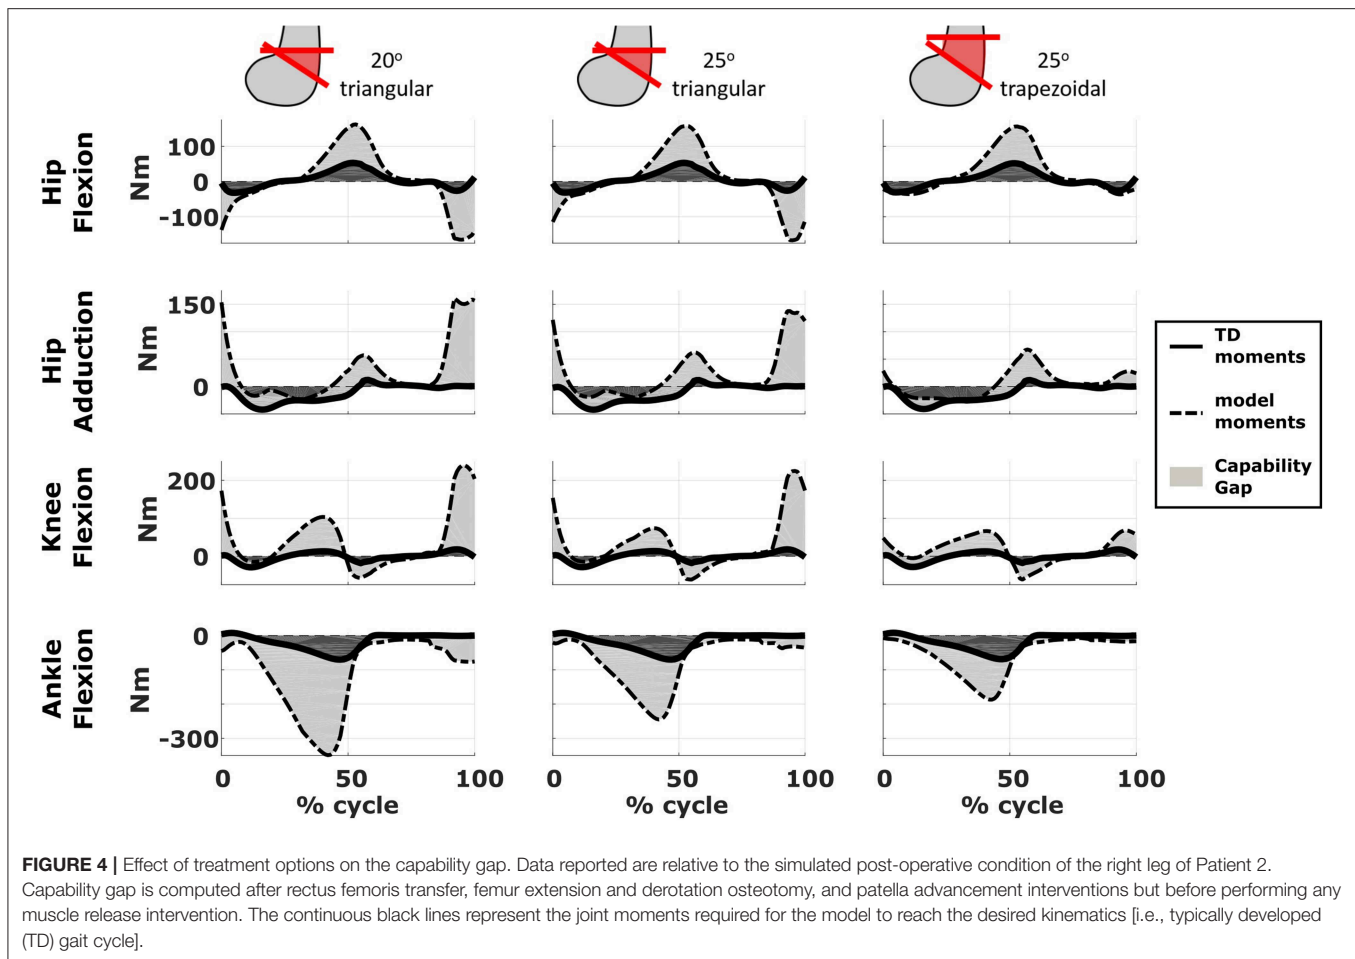 20o
triangular
25o
triangular
25o
trapezoidal
Hip
Flexion
Nm
100
0
-100
Hip
Adduction
Nm
150
0
TD
moments
model
moments
Capability
Gap
Knee
Flexion
Nm
200
0
Ankle
Flexion
Nm
0
-300
0 50 100
% cycle
0 50 100
% cycle
0 50 100
% cycle
FIGURE 4 | Effect of treatment options on the capability gap. Data reported are relative to the simulated post-operative condition of the right leg of Patient 2.
Capability gap is computed after rectus femoris transfer, femur extension and derotation osteotomy, and patella advancement interventions but before performing any
muscle release intervention. The continuous black lines represent the joint moments required for the model to reach the desired kinematics [i.e., typically developed
(TD) gait cycle].